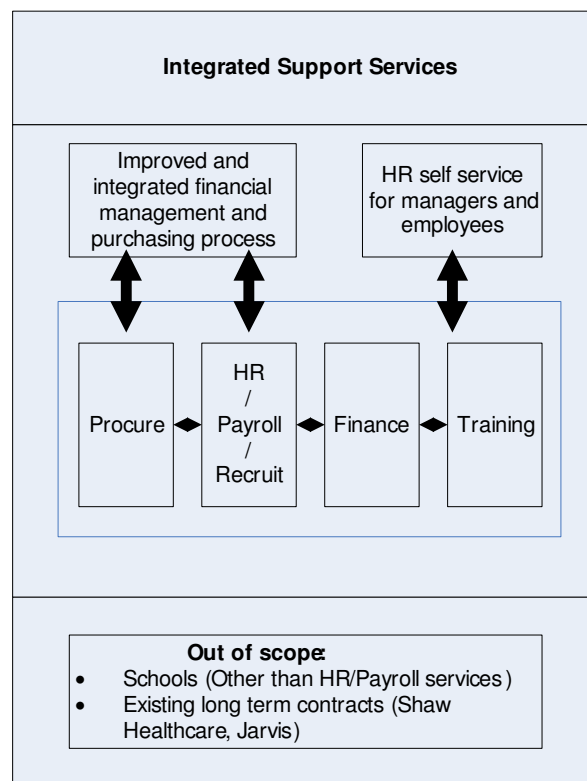 Integrated Support Services
Improved and
integrated financial
management and
purchasing process
HR self service
for managers and
employees
Procure
HR
/
Payroll
/
Recruit
Finance
Training
Out of scope:
• Schools (Other than HR/Payroll services)
• Existing long term contracts (Shaw
Healthcare, Jarvis)